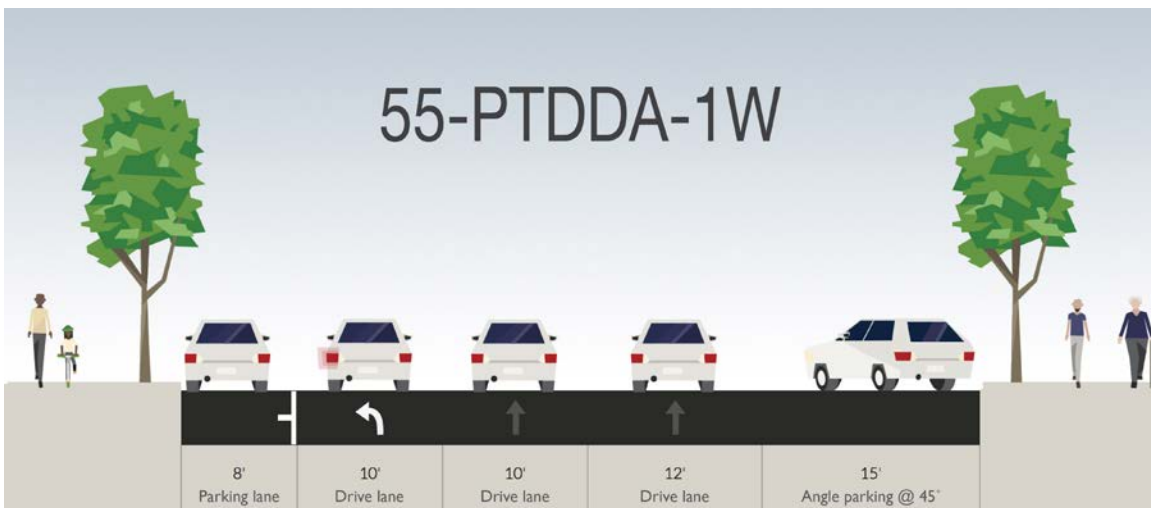 55-PTDDA-1W
8'
Parking lane
10'
Drive lane
10'
Drive lane
12'
Drive lane
15'
Angle parking @ 45°